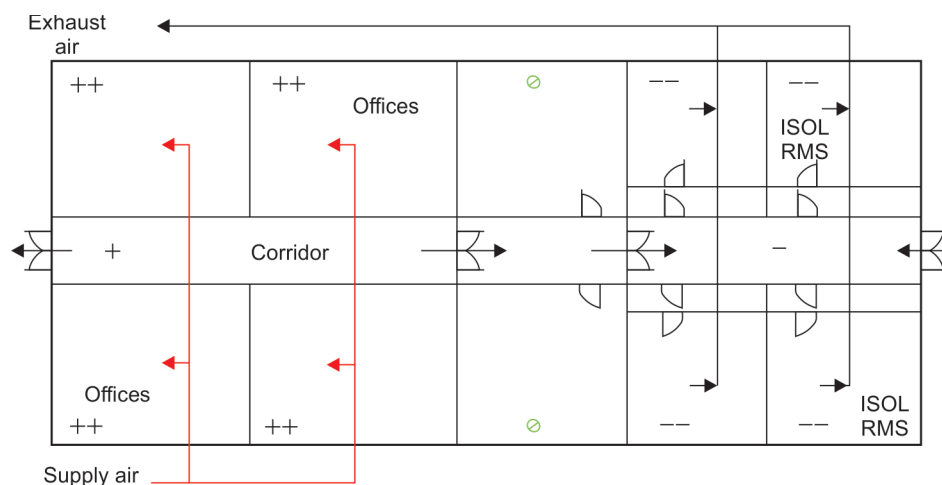 Exhaust
air
++
++
Offices
−−
−−
ISOL
RMS
+
Corridor
−
Offices
++
++
−−
−−
ISOL
RMS
Supply air